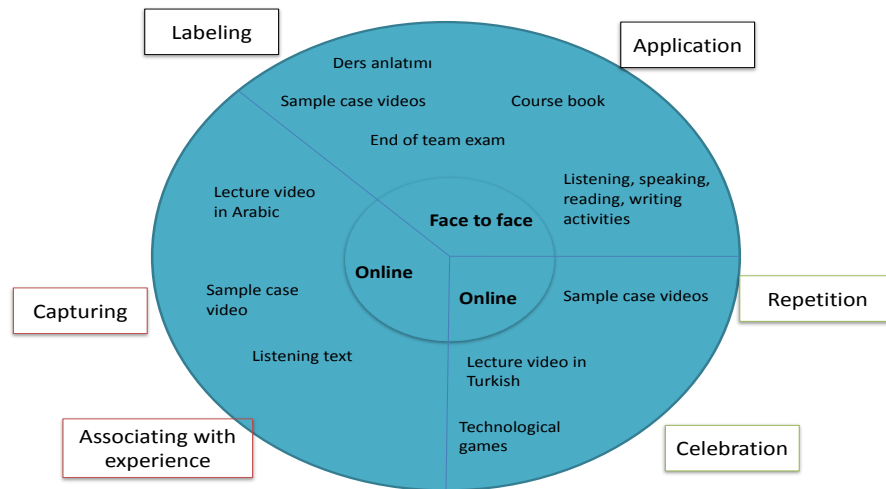 Labeling
Application
Ders anlatımı
Sample case videos
Course book
End of team exam
Listening, speaking,
reading, writing
activities
Lecture video
in Arabic
Face to face
Online
Online
Sample case
video
Sample case videos
Capturing
Repetition
Listening text
Lecture video in
Turkish
Technological
games
Associating with
experience
Celebration